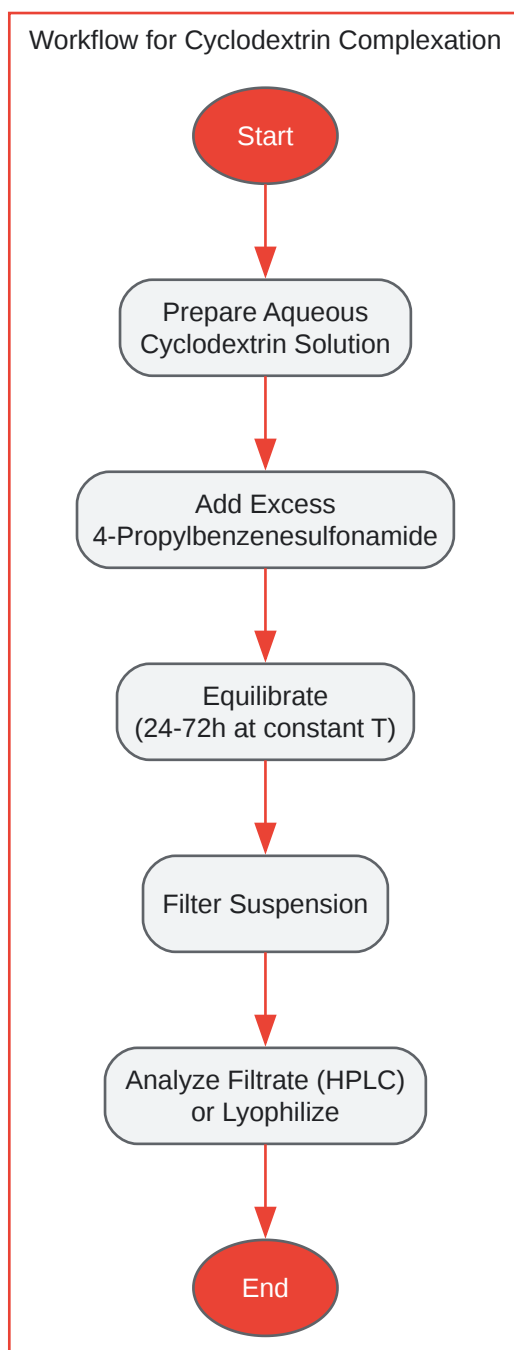 Workflow for Cyclodextrin Complexation
Start
Prepare Aqueous
Cyclodextrin Solution
Add Excess
4-Propylbenzenesulfonamide
Equilibrate
(24-72h at constant T)
Filter Suspension
Analyze Filtrate (HPLC)
or Lyophilize
End